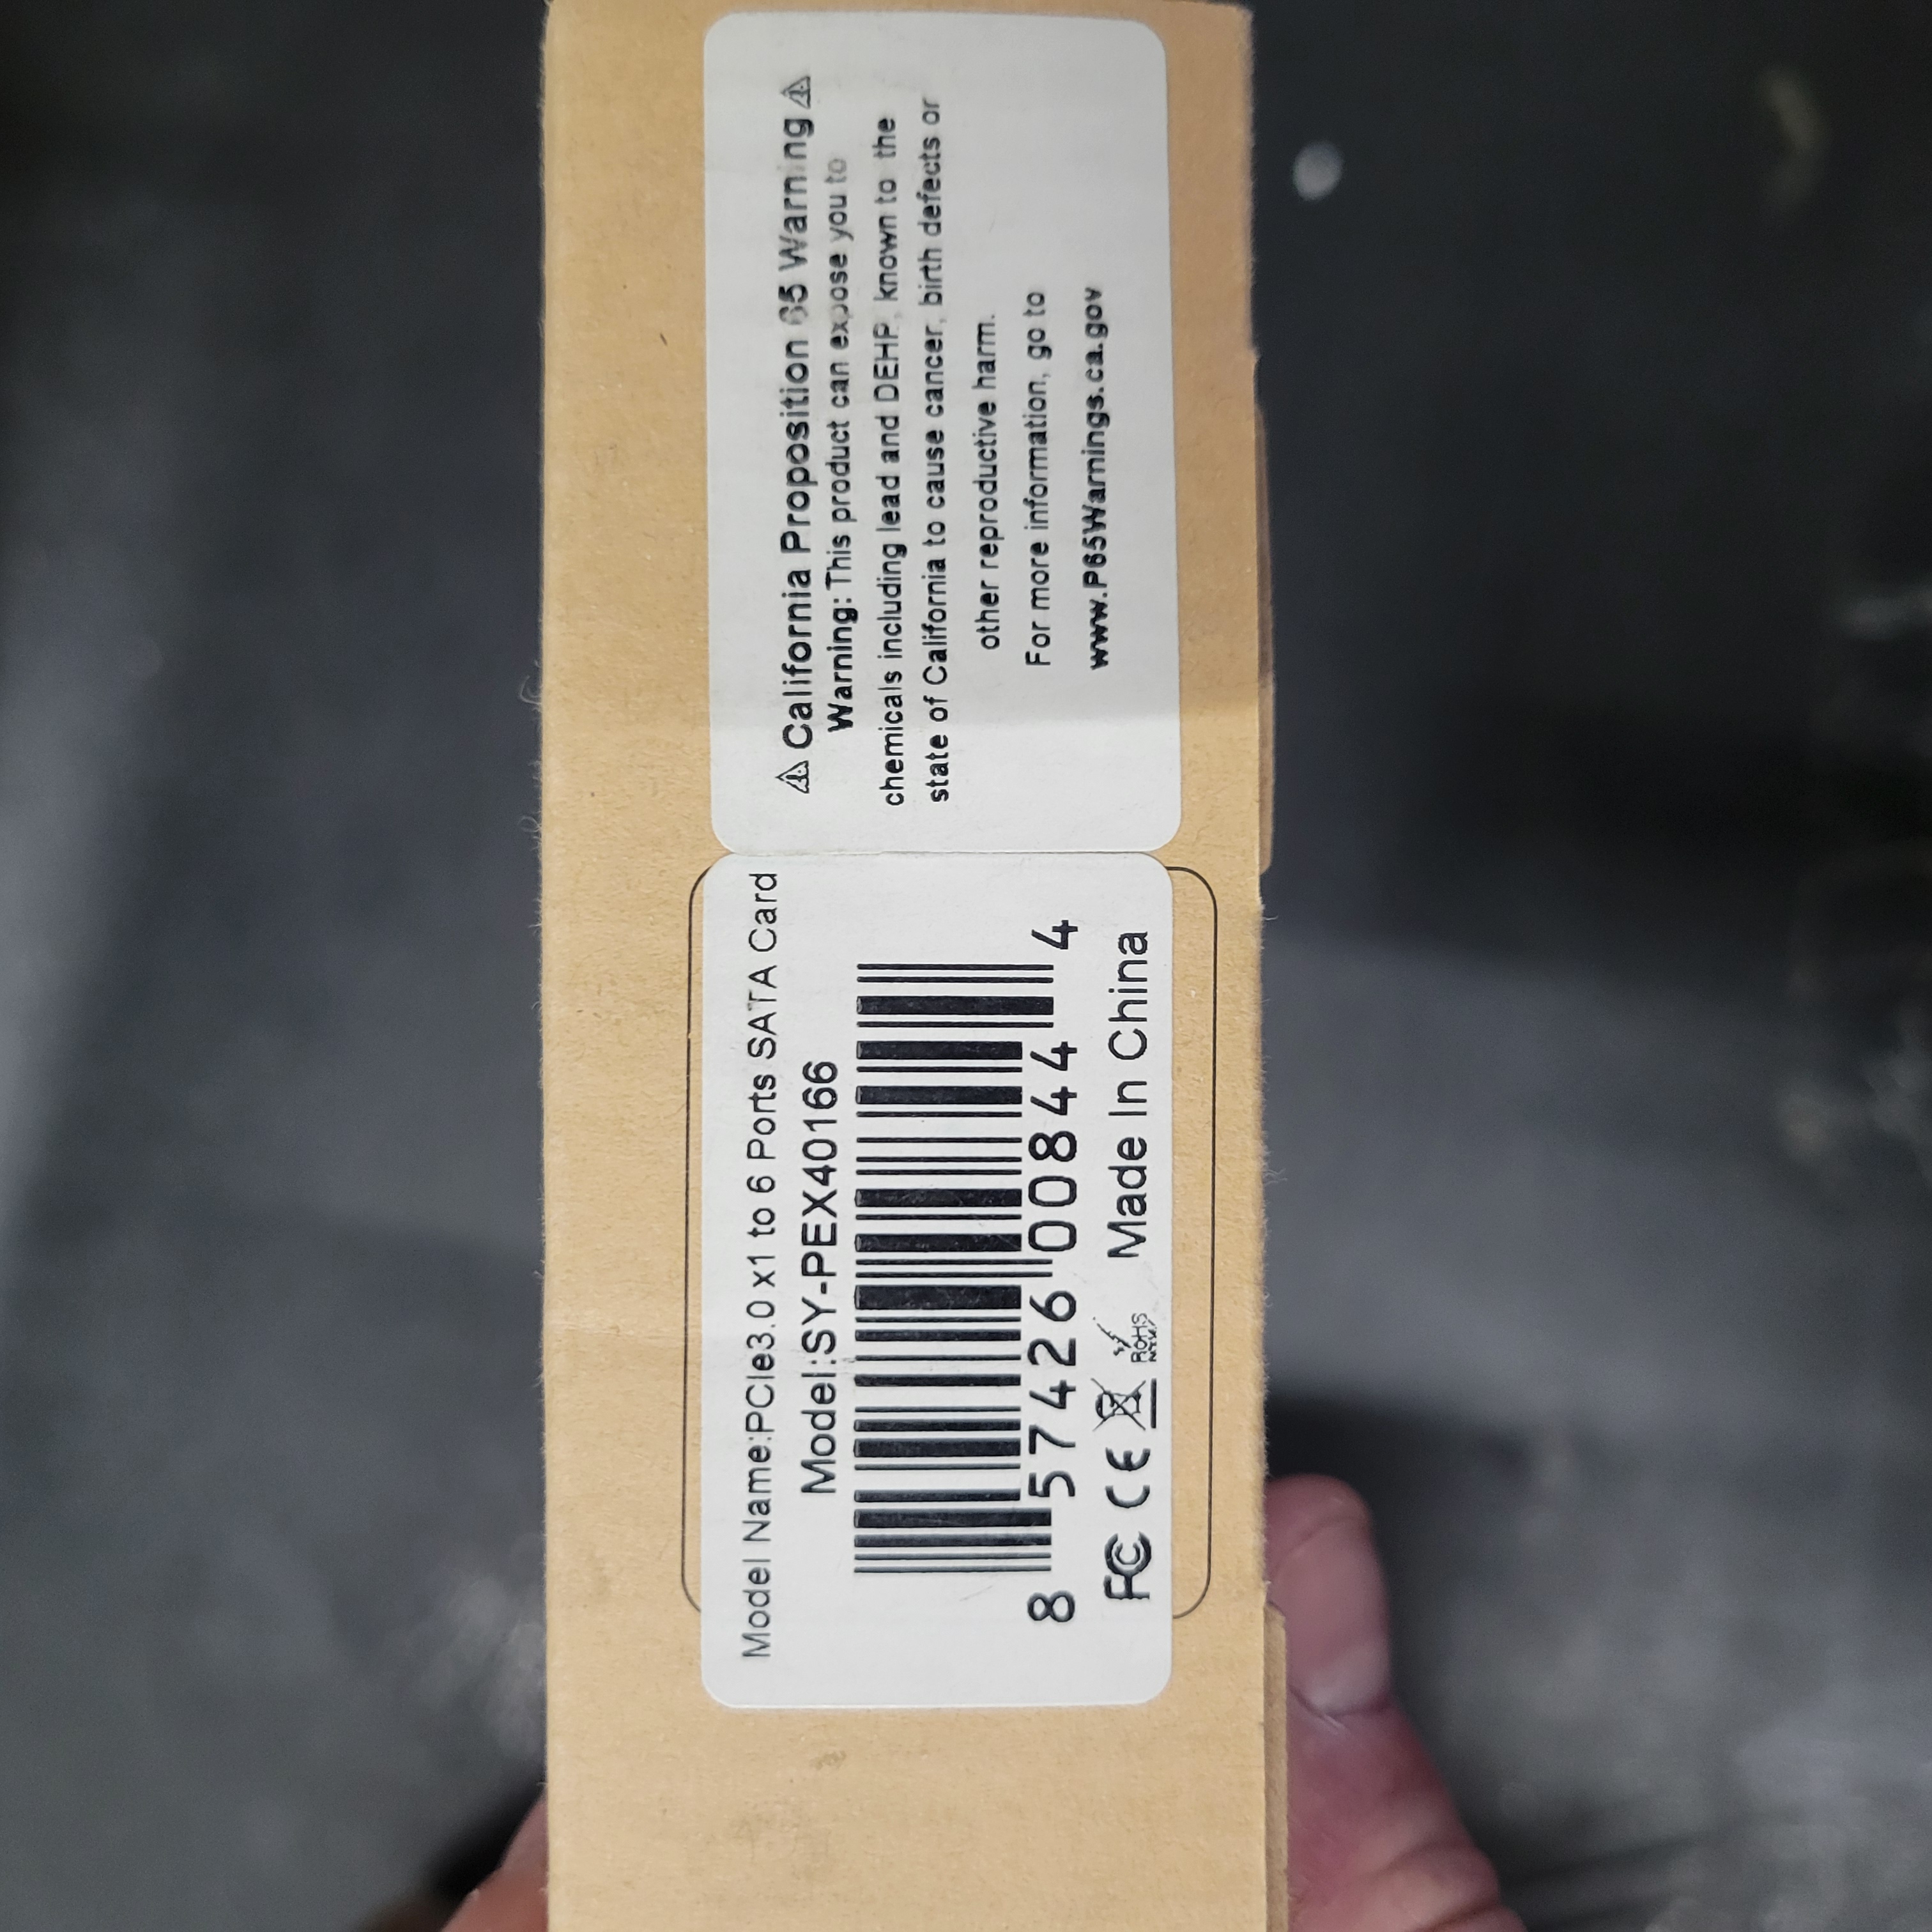 ⚠ California Proposition 65 Warning ⚠
Warning: This product can expose you to
chemicals including lead and DEHP, known to the
state of California to cause cancer, birth defects or
other reproductive harm.
For more information, go to
www.P65Warnings.ca.gov
Model Name:PCIe3.0 x1 to 6 Ports SATA Card
Model:SY-PEX40166
8 57426 00844 4
FC CE RoHS Made In China